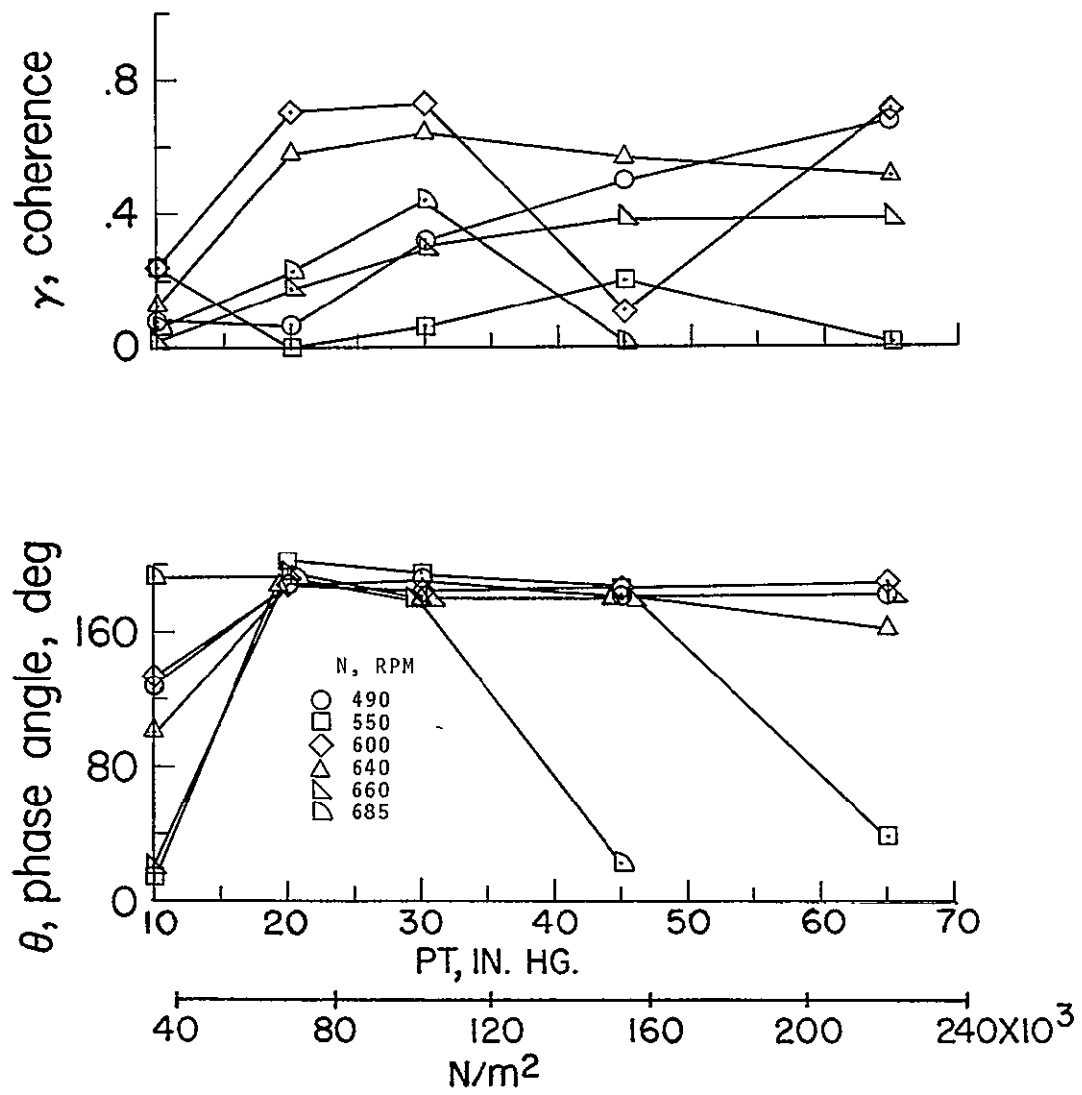 γ, coherence
.8
.4
0
θ, phase angle, deg
160
80
0
N, RPM
490
550
600
640
660
685
10 20 30 40 50 60 70
PT, IN. HG.
40 80 120 160 200 240X10³
N/m²